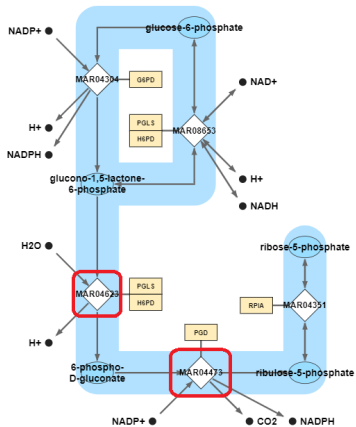 glucose-6-phosphate
NADP+
MAR04304
G6PD
NAD+
PGLS
H6PD
MAR08653
H+
NADPH
glucono-1,5-lactone-
6-phosphate
H+
NADH
H2O
ribose-5-phosphate
MAR04623
PGLS
H6PD
RPIA
MAR04351
H+
PGD
6-phospho-
D-gluconate
MAR04473
ribulose-5-phosphate
NADP+
CO2
NADPH